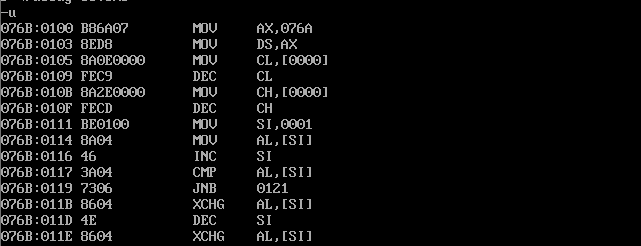 -u
076B:0100 B86A07 MOV AX,076A
076B:0103 8ED8 MOV DS,AX
076B:0105 8A0E0000 MOV CL,[0000]
076B:0109 FEC9 DEC CL
076B:010B 8A2E0000 MOV CH,[0000]
076B:010F FECD DEC CH
076B:0111 BE0100 MOV SI,0001
076B:0114 8A04 MOV AL,[SI]
076B:0116 46 INC SI
076B:0117 3A04 CMP AL,[SI]
076B:0119 7306 JNB 0121
076B:011B 8604 XCHG AL,[SI]
076B:011D 4E DEC SI
076B:011E 8604 XCHG AL,[SI]